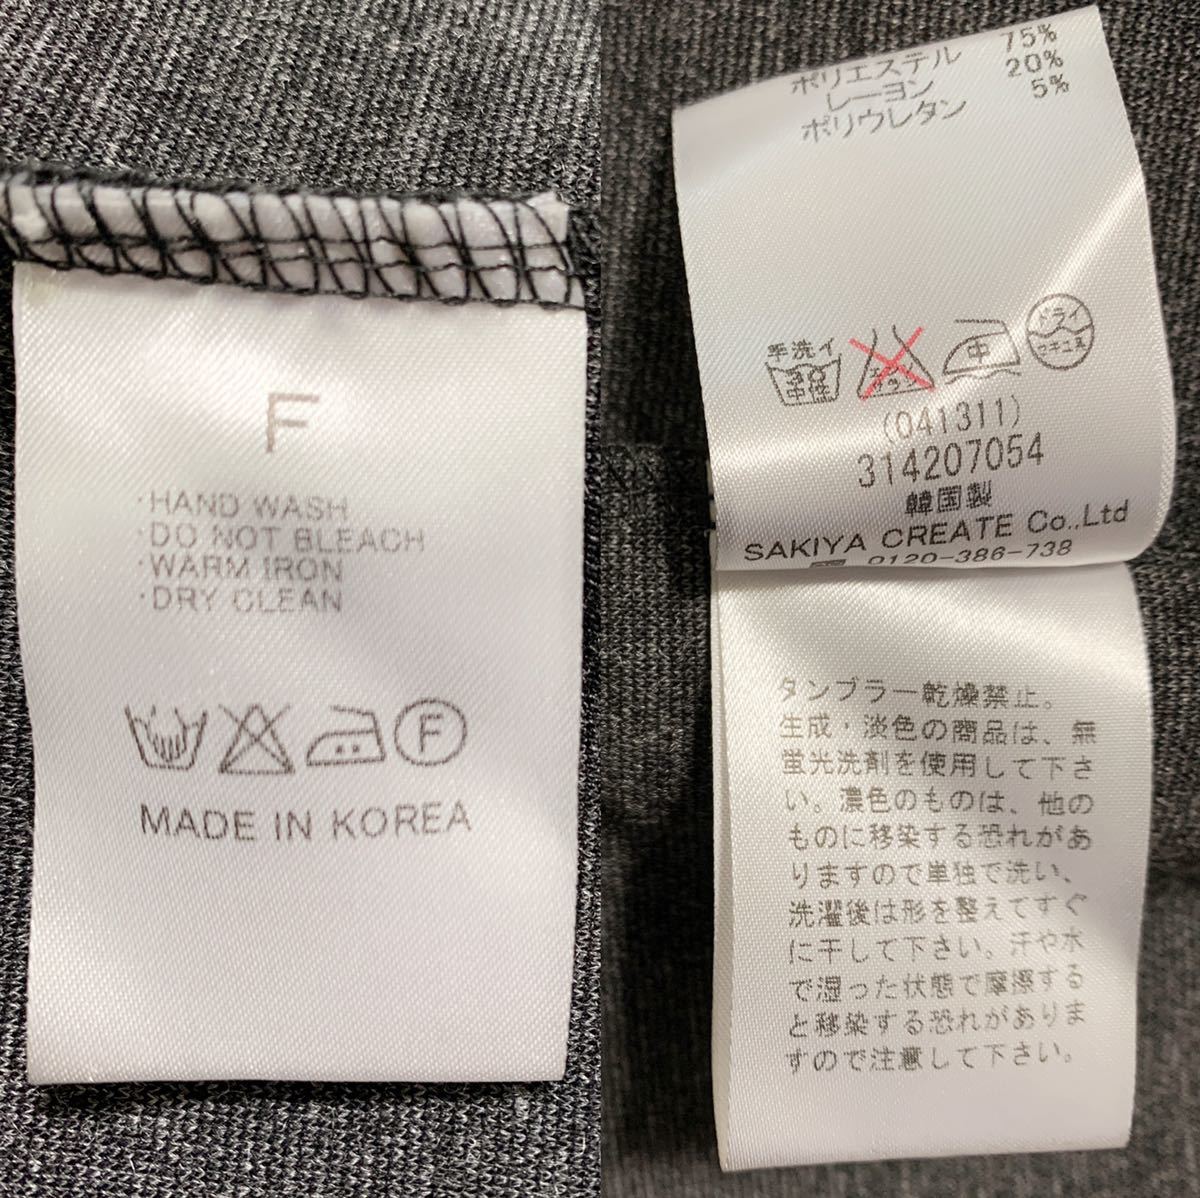 F
·HAND WASH
·DO NOT BLEACH
·WARM IRON
·DRY CLEAN
F
MADE IN KOREA
ポリエステル 75%
レーヨン 20%
ポリウレタン 5%
手洗イ
30
中性
中
ドライ
セキユ系
(041311)
314207054
韓国製
SAKIYA CREATE Co.,Ltd
0120-386-738
タンブラー乾燥禁止。
生成・淡色の商品は、無
蛍光洗剤を使用して下さ
い。濃色のものは、他の
ものに移染する恐れがあ
りますので単独で洗い、
洗濯後は形を整えてすぐ
に干して下さい。汗や水
で湿った状態で摩擦する
と移染する恐れがありま
すので注意して下さい。